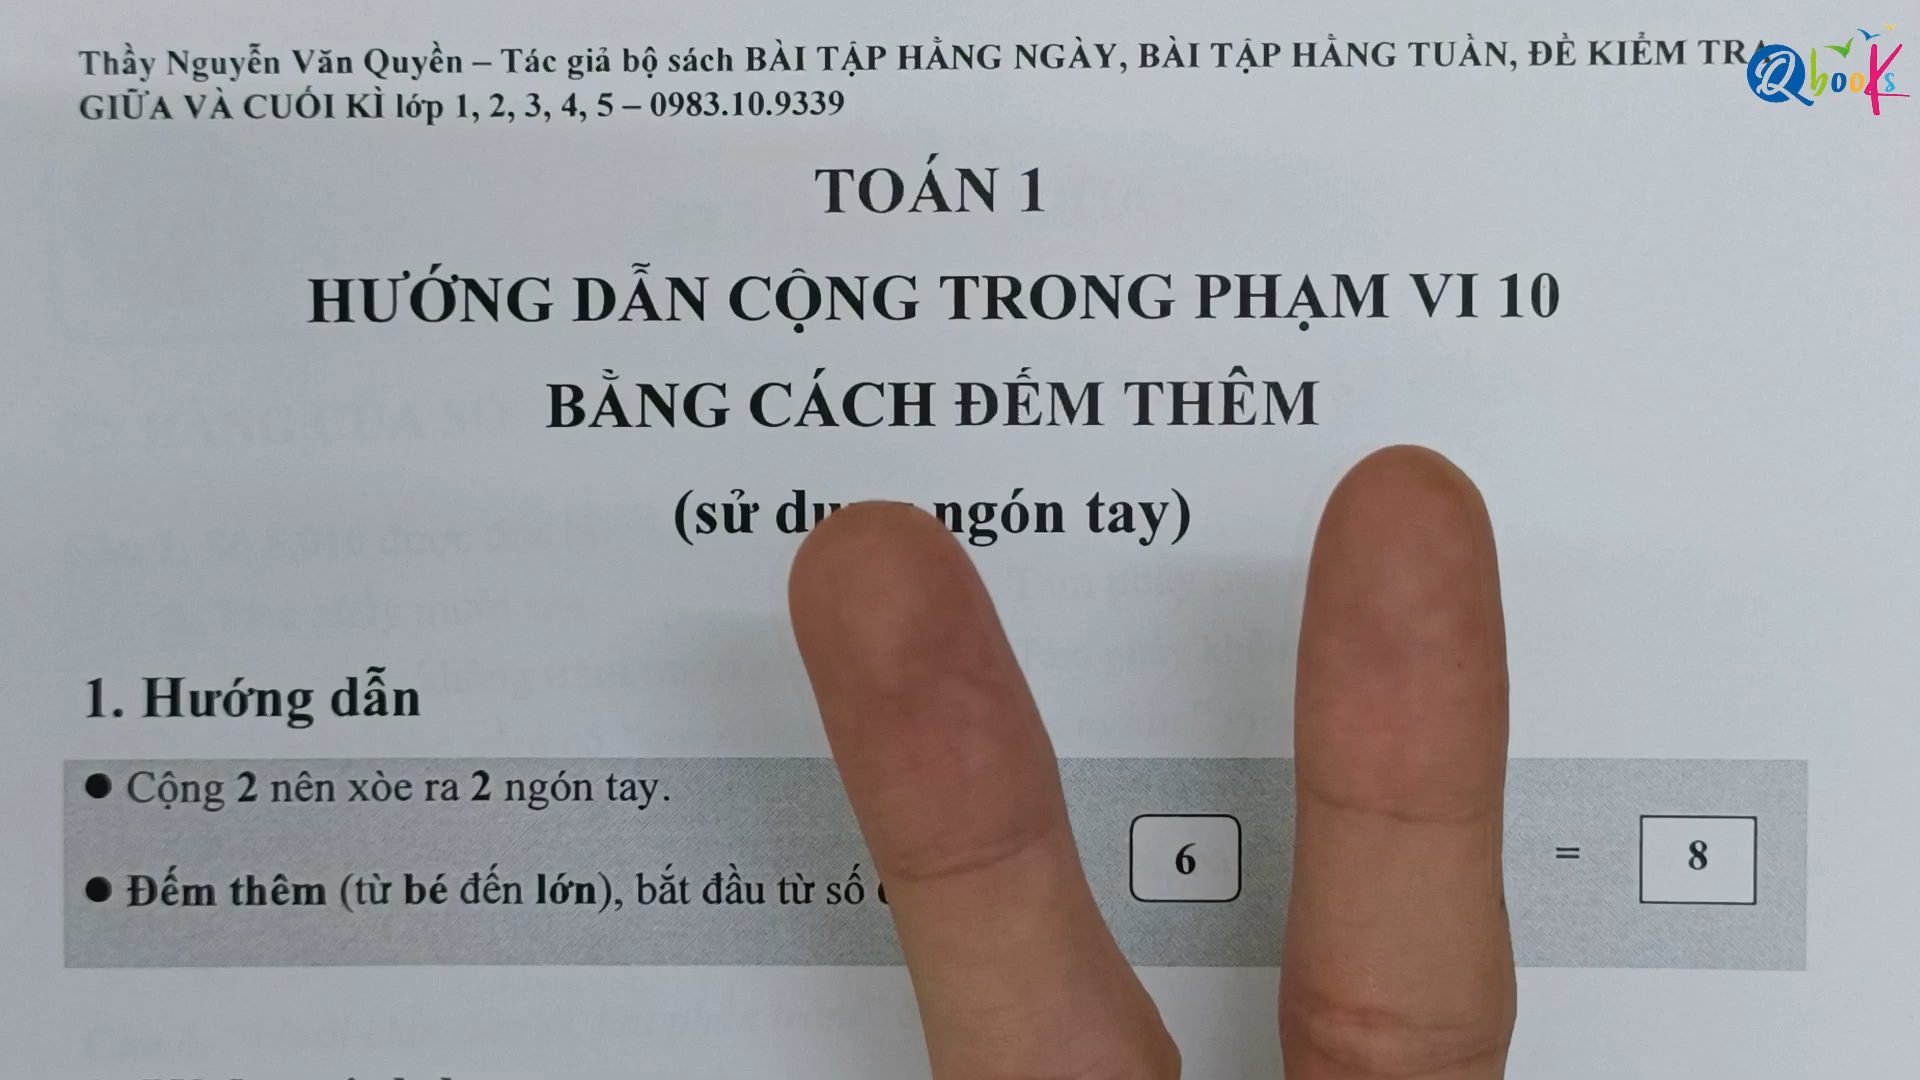 Thầy Nguyễn Văn Quyền – Tác giả bộ sách BÀI TẬP HẰNG NGÀY, BÀI TẬP HẰNG TUẦN, ĐỀ KIỂM TRA
GIỮA VÀ CUỐI KÌ lớp 1, 2, 3, 4, 5 – 0983.10.9339
Qbooks
TOÁN 1
HƯỚNG DẪN CỘNG TRONG PHẠM VI 10
BẰNG CÁCH ĐẾM THÊM
(sử ngón tay)
1. Hướng dẫn
● Cộng 2 nên xòe ra 2 ngón tay.
● Đếm thêm (từ bé đến lớn), bắt đầu từ số
6 = 8